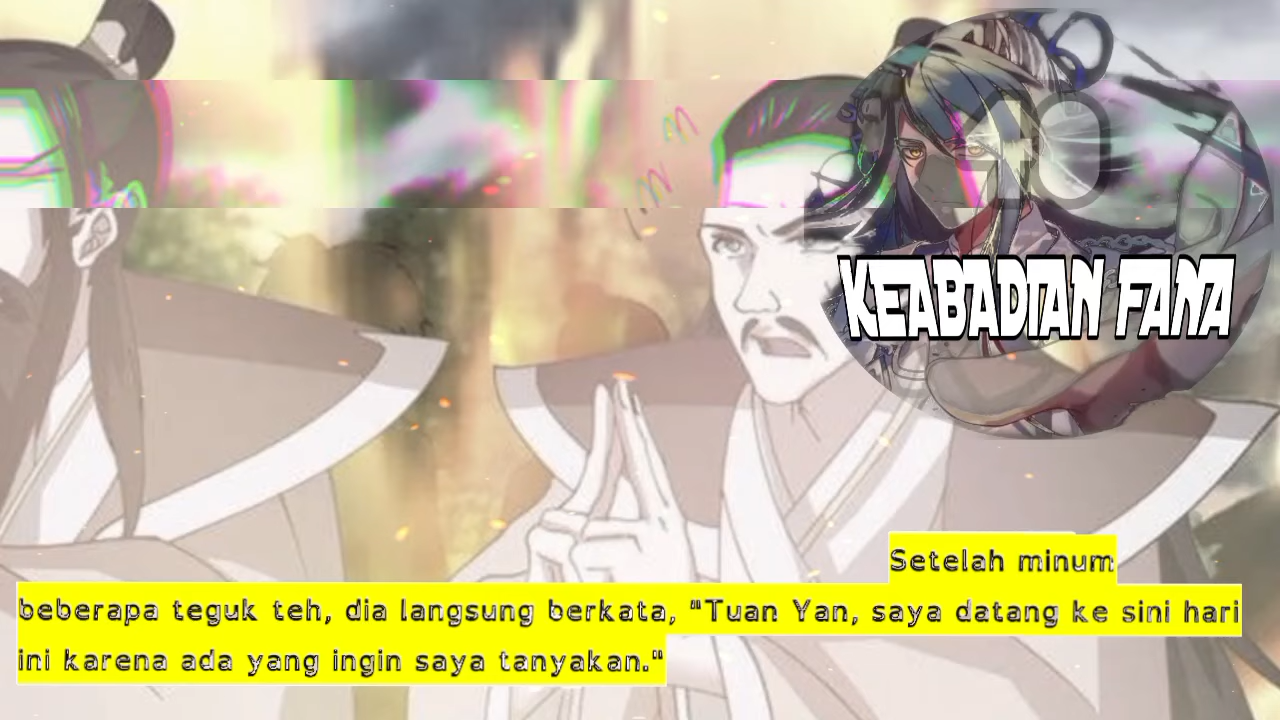 KEABADIAN FANA
Setelah minum
beberapa teguk teh, dia langsung berkata, "Tuan Yan, saya datang ke sini hari
ini karena ada yang ingin saya tanyakan."